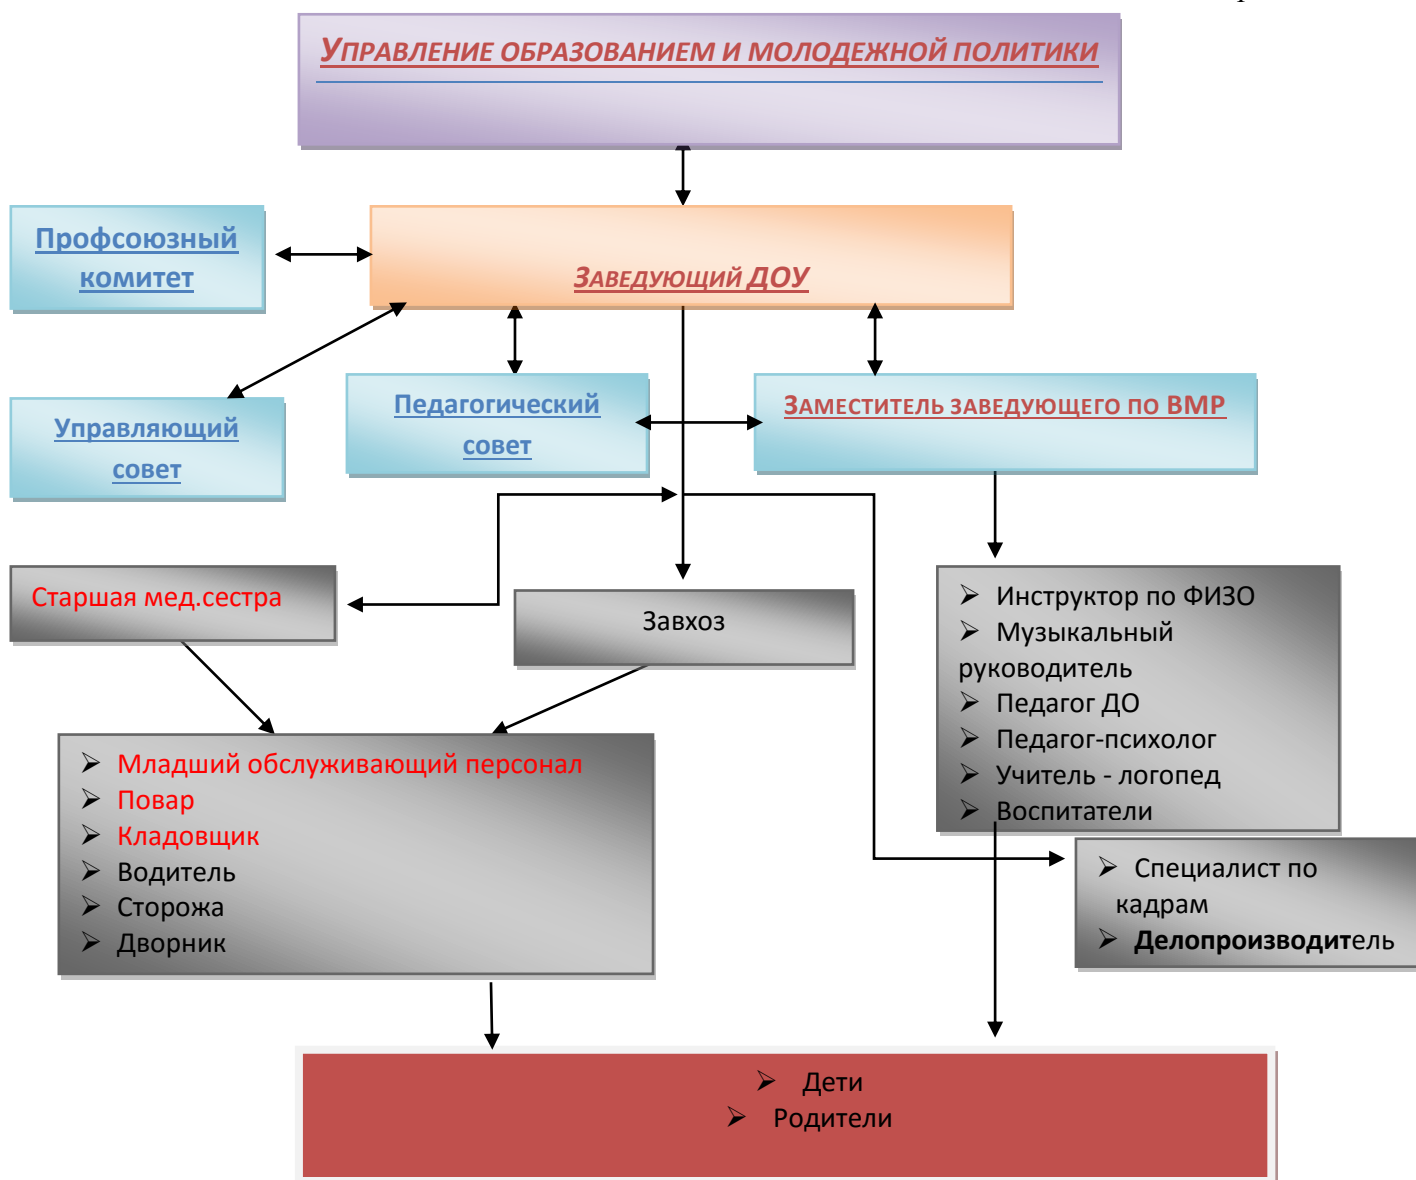 УПРАВЛЕНИЕ ОБРАЗОВАНИЕМ И МОЛОДЕЖНОЙ ПОЛИТИКИ
Профсоюзный
комитет
ЗАВЕДУЮЩИЙ ДОУ
Управляющий
совет
Педагогический
совет
ЗАМЕСТИТЕЛЬ ЗАВЕДУЮЩЕГО ПО ВМР
Старшая мед.сестра
Завхоз
➢ Инструктор по ФИЗО
➢ Музыкальный
руководитель
➢ Педагог ДО
➢ Педагог-психолог
➢ Учитель - логопед
➢ Воспитатели
➢ Младший обслуживающий персонал
➢ Повар
➢ Кладовщик
➢ Водитель
➢ Сторожа
➢ Дворник
➢ Специалист по
кадрам
➢ Делопроизводитель
➢ Дети
➢ Родители